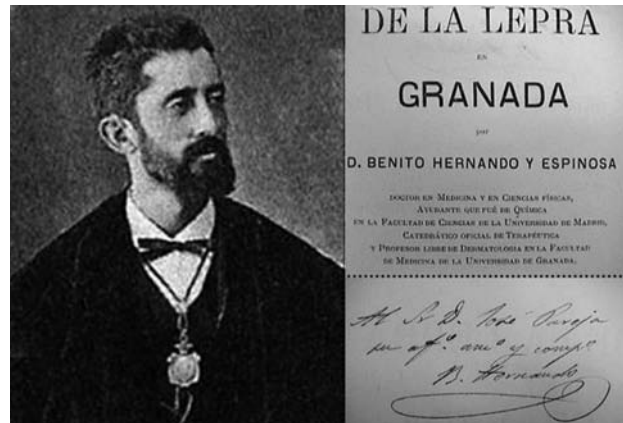 DE LA LEPRA
EN
GRANADA
por
D. BENITO HERNANDO Y ESPINOSA
DOCTOR EN MEDICINA Y EN CIENCIAS FÍSICAS,
AYUDANTE QUE FUÉ DE QUÍMICA
EN LA FACULTAD DE CIENCIAS DE LA UNIVERSIDAD DE MADRID,
CATEDRÁTICO OFICIAL DE TERAPÉUTICA
Y PROFESOR LIBRE DE DERMATOLOGIA EN LA FACULTAD
DE MEDICINA DE LA UNIVERSIDAD DE GRANADA.
Al Sr D. José Pareja
su afº. amº y compº
B. Hernando